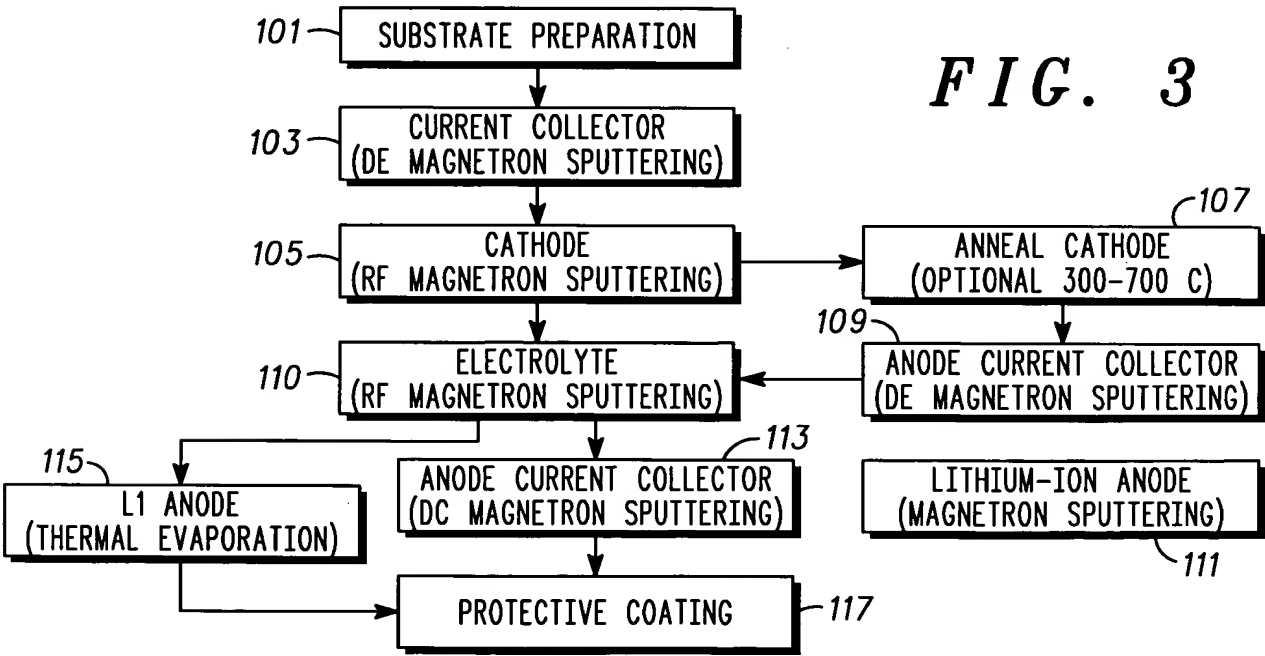 FIG. 3
101
SUBSTRATE PREPARATION
103
CURRENT COLLECTOR
(DE MAGNETRON SPUTTERING)
105
CATHODE
(RF MAGNETRON SPUTTERING)
107
ANNEAL CATHODE
(OPTIONAL 300-700 C)
109
ANODE CURRENT COLLECTOR
(DE MAGNETRON SPUTTERING)
110
ELECTROLYTE
(RF MAGNETRON SPUTTERING)
115
L1 ANODE
(THERMAL EVAPORATION)
113
ANODE CURRENT COLLECTOR
(DC MAGNETRON SPUTTERING)
LITHIUM-ION ANODE
(MAGNETRON SPUTTERING)
111
PROTECTIVE COATING
117